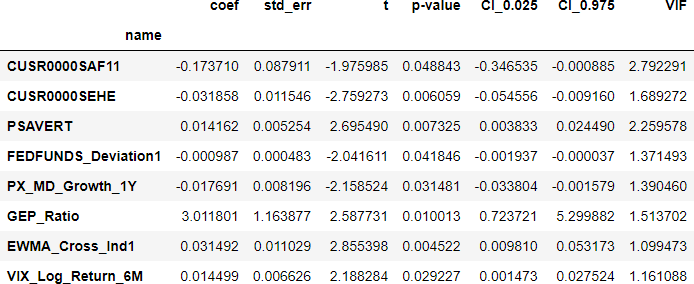 coef std_err t p-value CI_0.025 CI_0.975 VIF
name
CUSR0000SAF11 -0.173710 0.087911 -1.975985 0.048843 -0.346535 -0.000885 2.792291
CUSR0000SEHE -0.031858 0.011546 -2.759273 0.006059 -0.054556 -0.009160 1.689272
PSAVERT 0.014162 0.005254 2.695490 0.007325 0.003833 0.024490 2.259578
FEDFUNDS_Deviation1 -0.000987 0.000483 -2.041611 0.041846 -0.001937 -0.000037 1.371493
PX_MD_Growth_1Y -0.017691 0.008196 -2.158524 0.031481 -0.033804 -0.001579 1.390460
GEP_Ratio 3.011801 1.163877 2.587731 0.010013 0.723721 5.299882 1.513702
EWMA_Cross_Ind1 0.031492 0.011029 2.855398 0.004522 0.009810 0.053173 1.099473
VIX_Log_Return_6M 0.014499 0.006626 2.188284 0.029227 0.001473 0.027524 1.161088